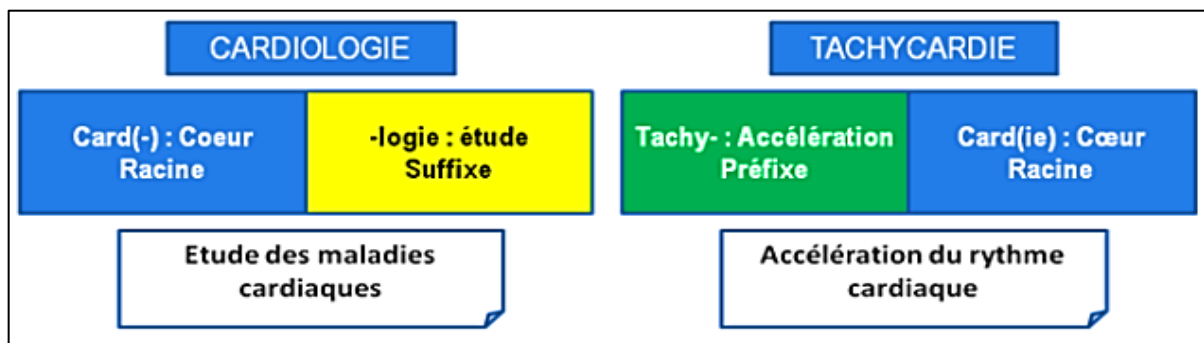 CARDIOLOGIE
Card(-) : Coeur
Racine
-logie : étude
Suffixe
Etude des maladies
cardiaques
TACHYCARDIE
Tachy- : Accélération
Préfixe
Card(ie) : Cœur
Racine
Accélération du rythme
cardiaque